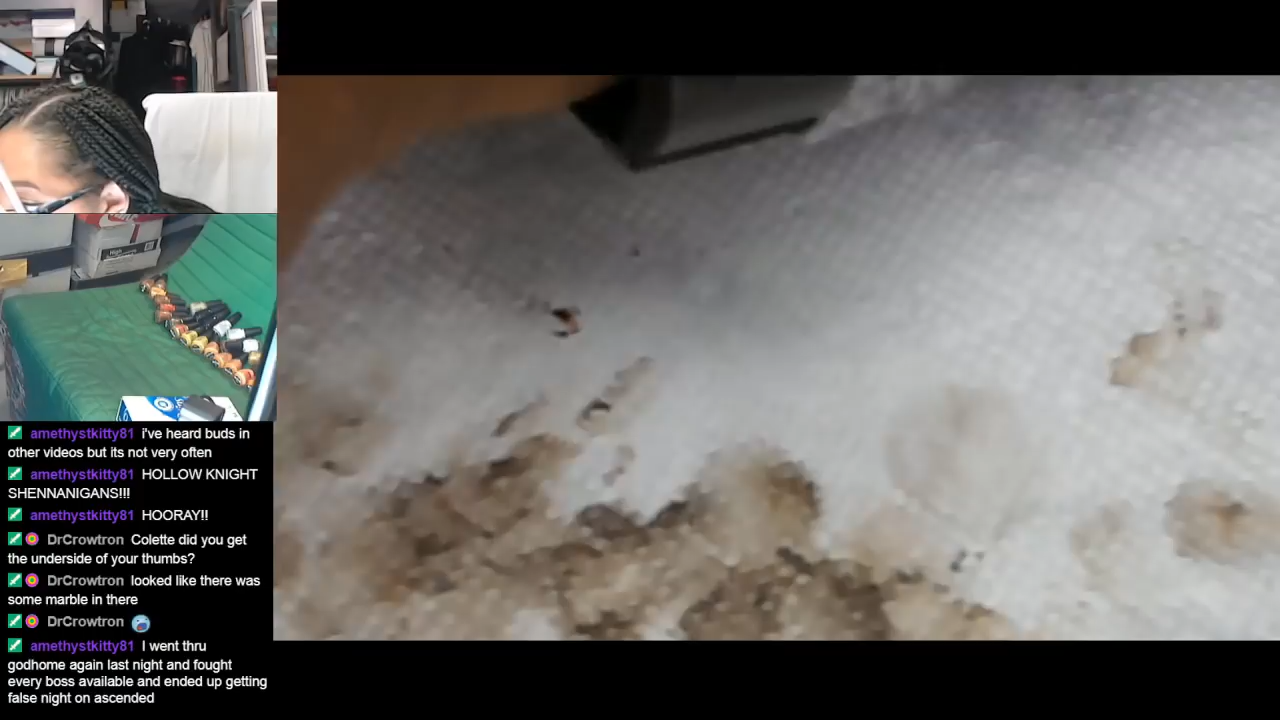 amethystkitty81 i've heard buds in
other videos but its not very often
amethystkitty81 HOLLOW KNIGHT
SHENNANIGANS!!!
amethystkitty81 HOORAY!!
DrCrowtron Colette did you get
the underside of your thumbs?
DrCrowtron looked like there was
some marble in there
DrCrowtron
amethystkitty81 I went thru
godhome again last night and fought
every boss available and ended up getting
false night on ascended